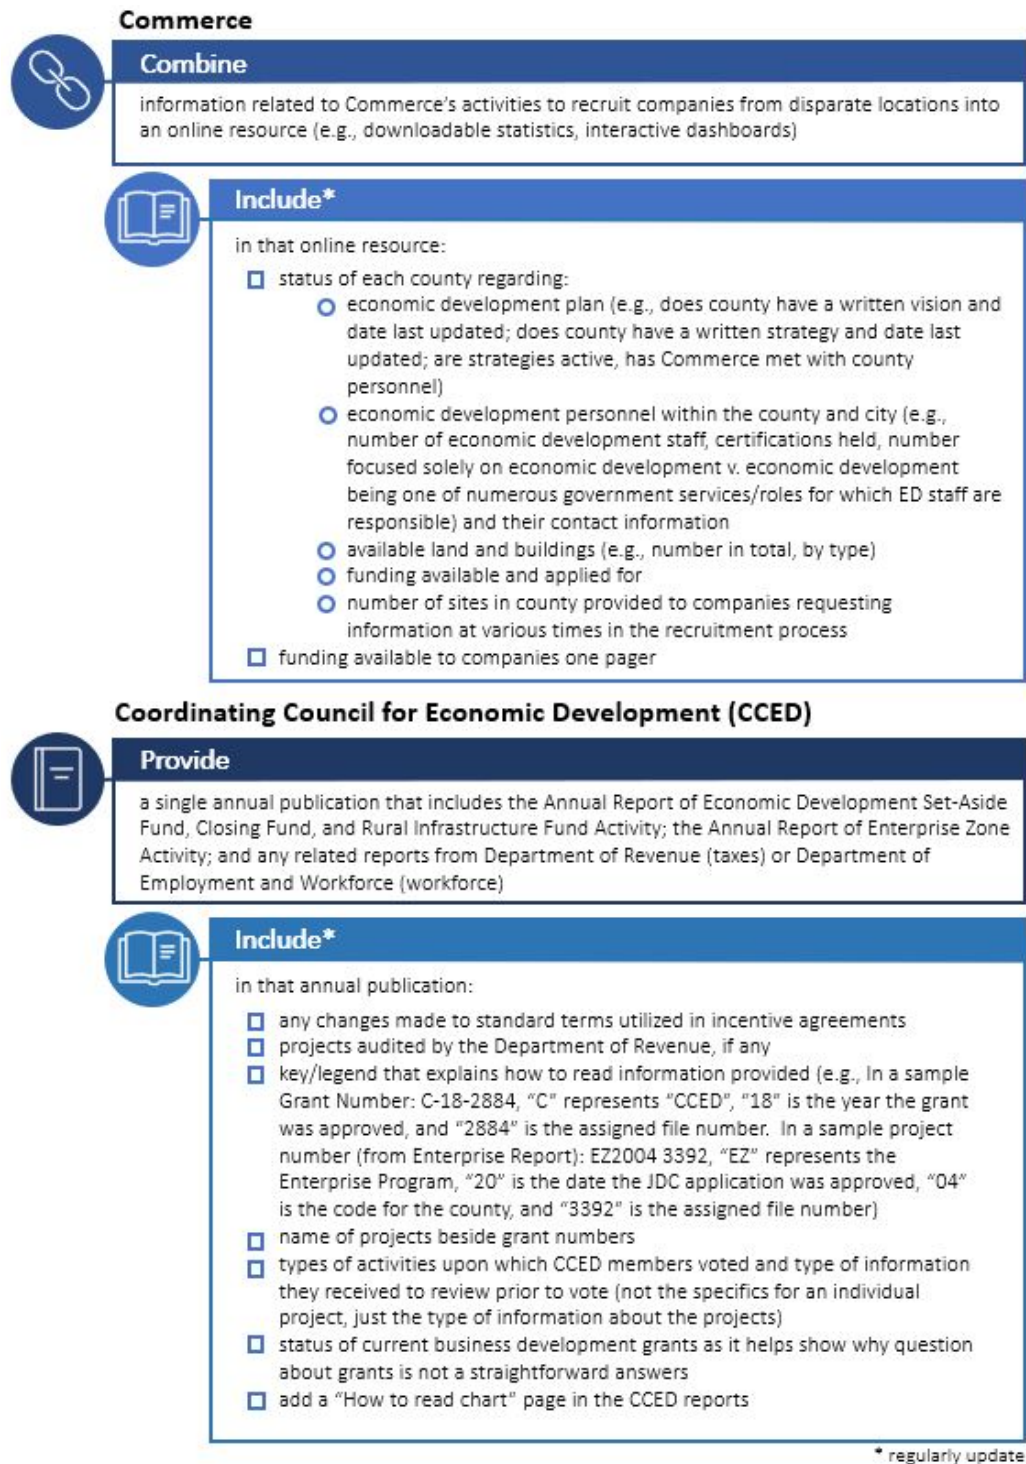 Commerce
Combine
information related to Commerce's activities to recruit companies from disparate locations into
an online resource (e.g., downloadable statistics, interactive dashboards)
Include*
in that online resource:
status of each county regarding:
economic development plan (e.g., does county have a written vision and
date last updated; does county have a written strategy and date last
updated; are strategies active, has Commerce met with county
personnel)
economic development personnel within the county and city (e.g.,
number of economic development staff, certifications held, number
focused solely on economic development v. economic development
being one of numerous government services/roles for which ED staff are
responsible) and their contact information
available land and buildings (e.g., number in total, by type)
funding available and applied for
number of sites in county provided to companies requesting
information at various times in the recruitment process
funding available to companies one pager
Coordinating Council for Economic Development (CCED)
Provide
a single annual publication that includes the Annual Report of Economic Development Set-Aside
Fund, Closing Fund, and Rural Infrastructure Fund Activity; the Annual Report of Enterprise Zone
Activity; and any related reports from Department of Revenue (taxes) or Department of
Employment and Workforce (workforce)
Include*
in that annual publication:
any changes made to standard terms utilized in incentive agreements
projects audited by the Department of Revenue, if any
key/legend that explains how to read information provided (e.g., In a sample
Grant Number: C-18-2884, "C" represents "CCED", "18" is the year the grant
was approved, and "2884" is the assigned file number. In a sample project
number (from Enterprise Report): EZ2004 3392, "EZ" represents the
Enterprise Program, "20" is the date the JDC application was approved, "04"
is the code for the county, and "3392" is the assigned file number)
name of projects beside grant numbers
types of activities upon which CCED members voted and type of information
they received to review prior to vote (not the specifics for an individual
project, just the type of information about the projects)
status of current business development grants as it helps show why question
about grants is not a straightforward answers
add a "How to read chart" page in the CCED reports
* regularly update